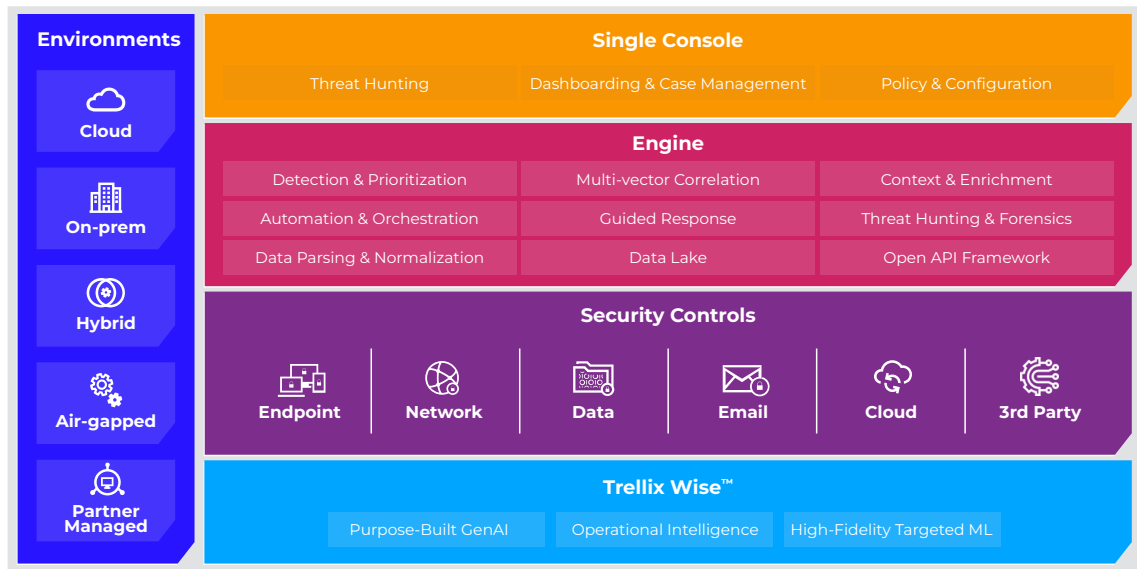 Environments
Cloud
On-prem
Hybrid
Air-gapped
Partner
Managed
Single Console
Threat Hunting
Dashboarding & Case Management
Policy & Configuration
Engine
Detection & Prioritization
Multi-vector Correlation
Context & Enrichment
Automation & Orchestration
Guided Response
Threat Hunting & Forensics
Data Parsing & Normalization
Data Lake
Open API Framework
Security Controls
Endpoint
Network
Data
Email
Cloud
3rd Party
Trellix Wise™
Purpose-Built GenAI
Operational Intelligence
High-Fidelity Targeted ML